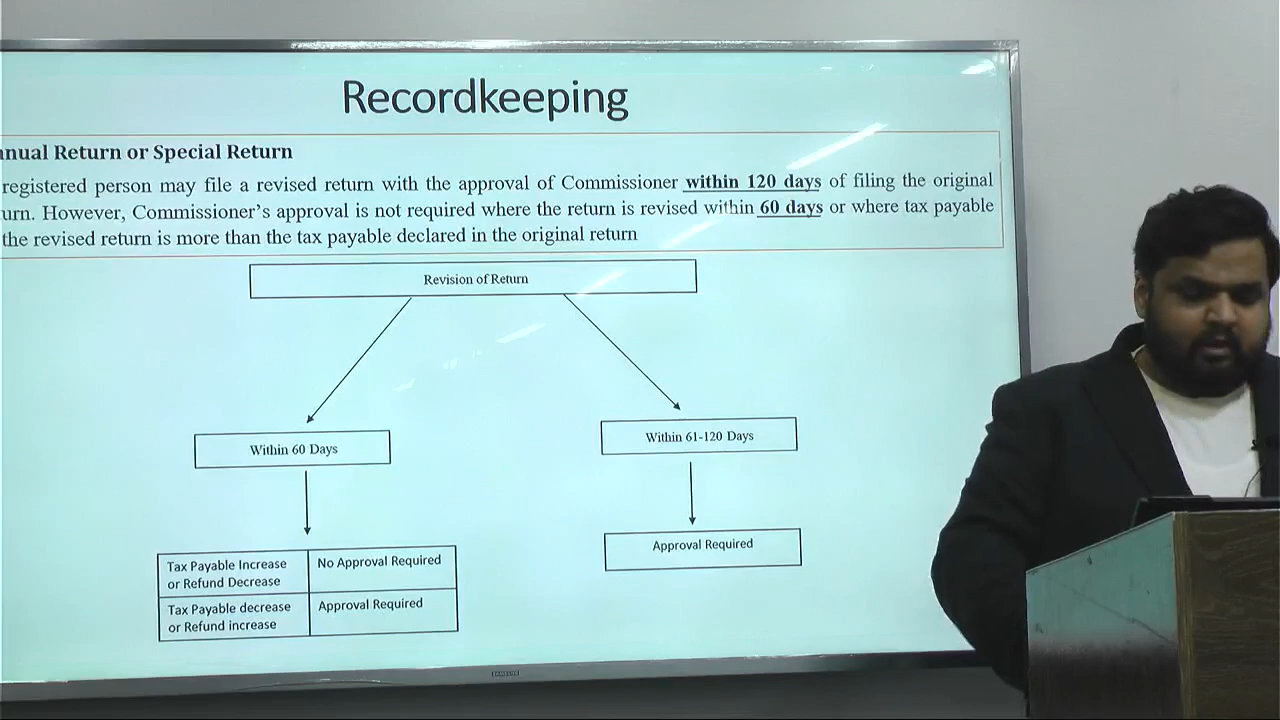 Recordkeeping
nnual Return or Special Return
registered person may file a revised return with the approval of Commissioner within 120 days of filing the original
urn. However, Commissioner's approval is not required where the return is revised within 60 days or where tax payable
the revised return is more than the tax payable declared in the original return
Revision of Return
Within 60 Days
Within 61-120 Days
Approval Required
Tax Payable Increase
or Refund Decrease
No Approval Required
Tax Payable decrease
or Refund increase
Approval Required
SAMSUNG